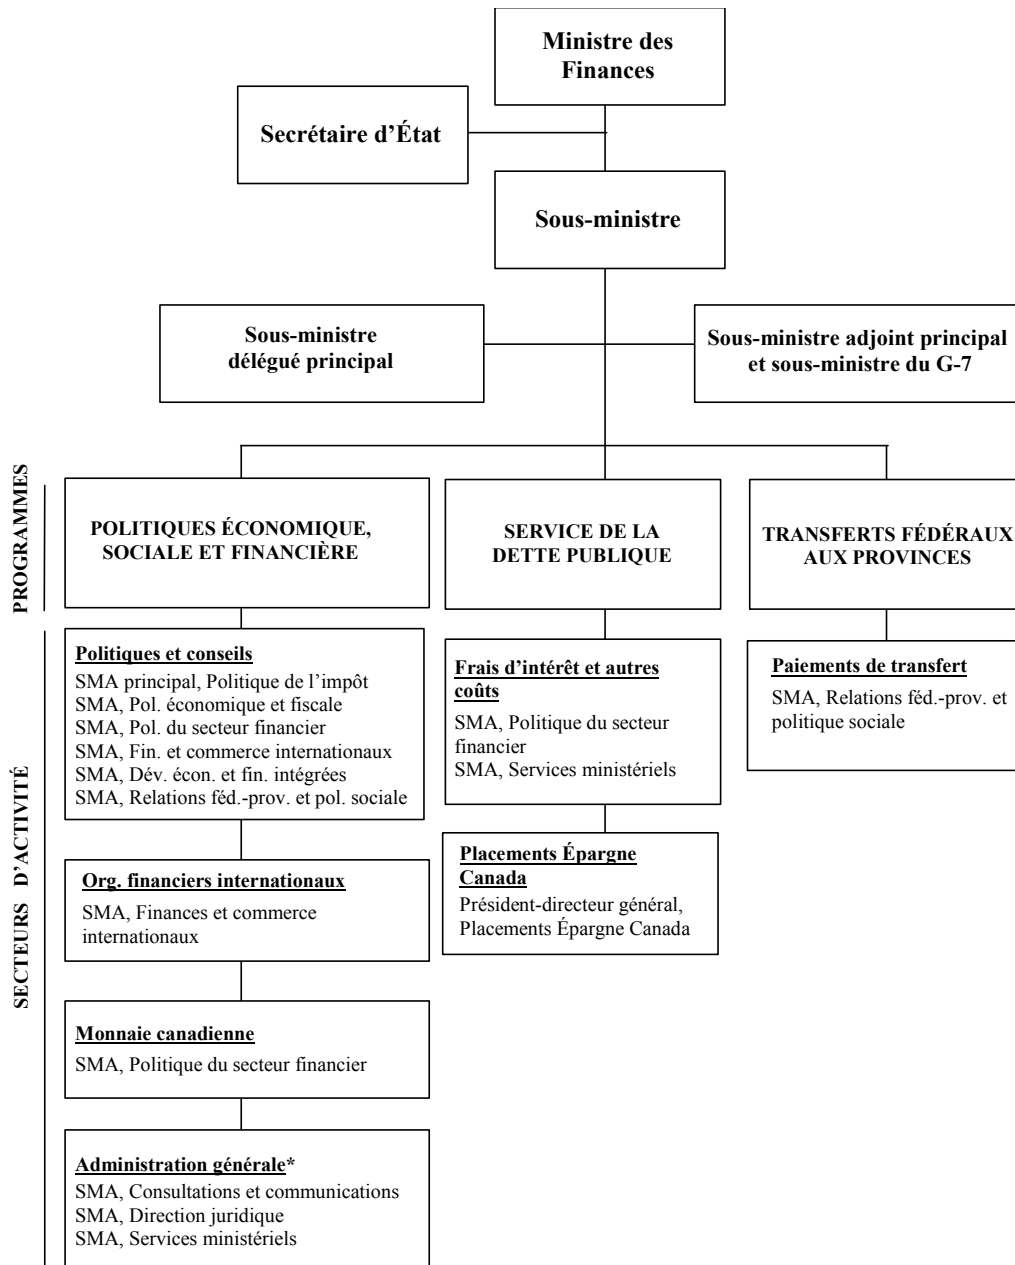 Ministre des
Finances
Secrétaire d’État
Sous-ministre
Sous-ministre
délégué principal
Sous-ministre adjoint principal
et sous-ministre du G-7
PROGRAMMES
POLITIQUES ÉCONOMIQUE,
SOCIALE ET FINANCIÈRE
SERVICE DE LA
DETTE PUBLIQUE
TRANSFERTS FÉDÉRAUX
AUX PROVINCES
SECTEURS D’ACTIVITÉ
Politiques et conseils
SMA principal, Politique de l’impôt
SMA, Pol. économique et fiscale
SMA, Pol. du secteur financier
SMA, Fin. et commerce internationaux
SMA, Dév. écon. et fin. intégrées
SMA, Relations féd.-prov. et pol. sociale
Org. financiers internationaux
SMA, Finances et commerce
internationaux
Monnaie canadienne
SMA, Politique du secteur financier
Administration générale*
SMA, Consultations et communications
SMA, Direction juridique
SMA, Services ministériels
Frais d’intérêt et autres
coûts
SMA, Politique du secteur
financier
SMA, Services ministériels
Placements Épargne
Canada
Président-directeur général,
Placements Épargne Canada
Paiements de transfert
SMA, Relations féd.-prov. et
politique sociale